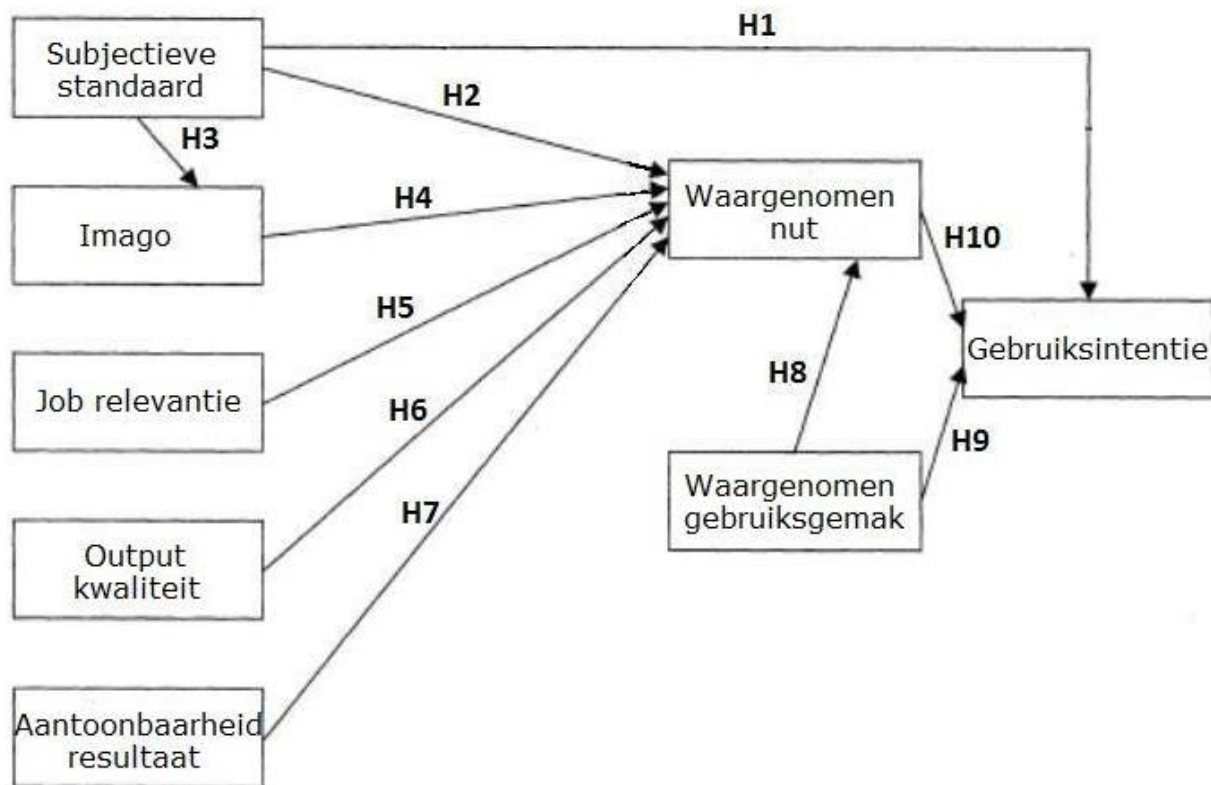 H1
Subjectieve
standaard
H2
H3
Imago
H4
Waargenomen
nut
H10
H5
Job relevantie
Gebruiksintentie
H8
H6
H9
Waargenomen
gebruiksgemak
H7
Output
kwaliteit
Aantoonbaarheid
resultaat